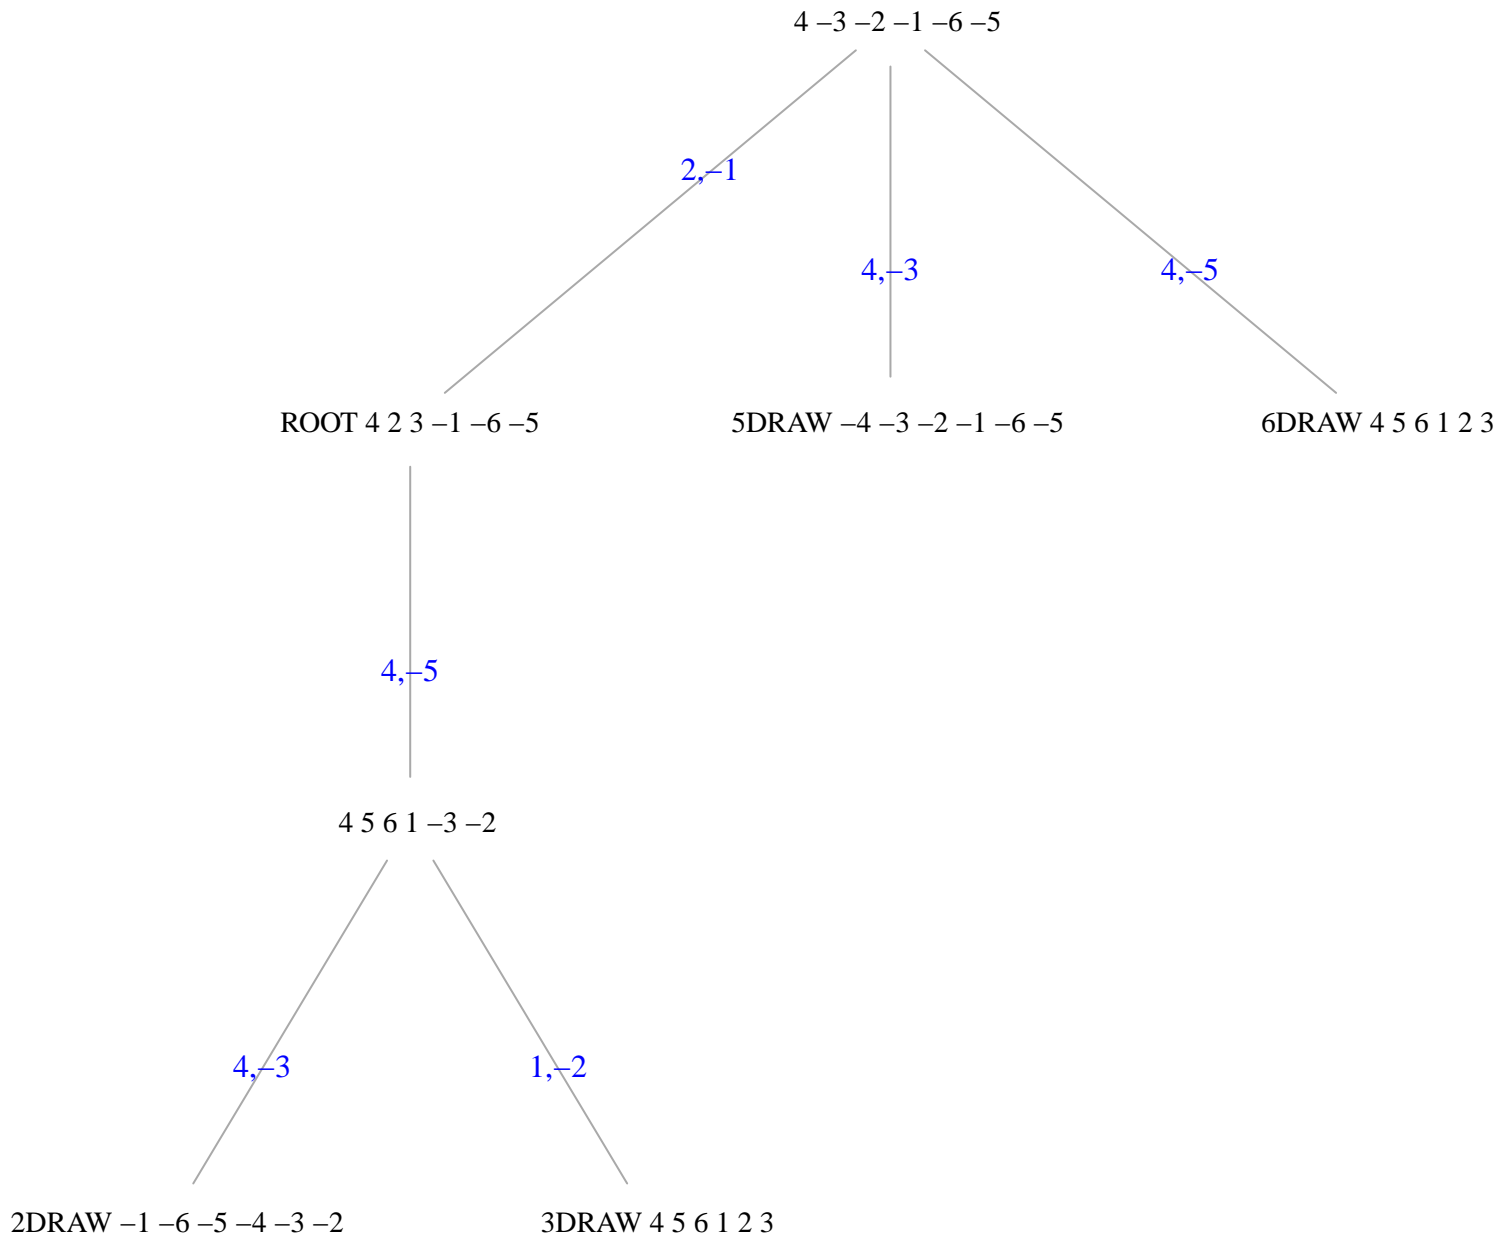 4 –3 –2 –1 –6 –5
2,–1
4,–3
4,–5
ROOT 4 2 3 –1 –6 –5
5DRAW –4 –3 –2 –1 –6 –5
6DRAW 4 5 6 1 2 3
4,–5
4 5 6 1 –3 –2
4,–3
1,–2
2DRAW –1 –6 –5 –4 –3 –2
3DRAW 4 5 6 1 2 3